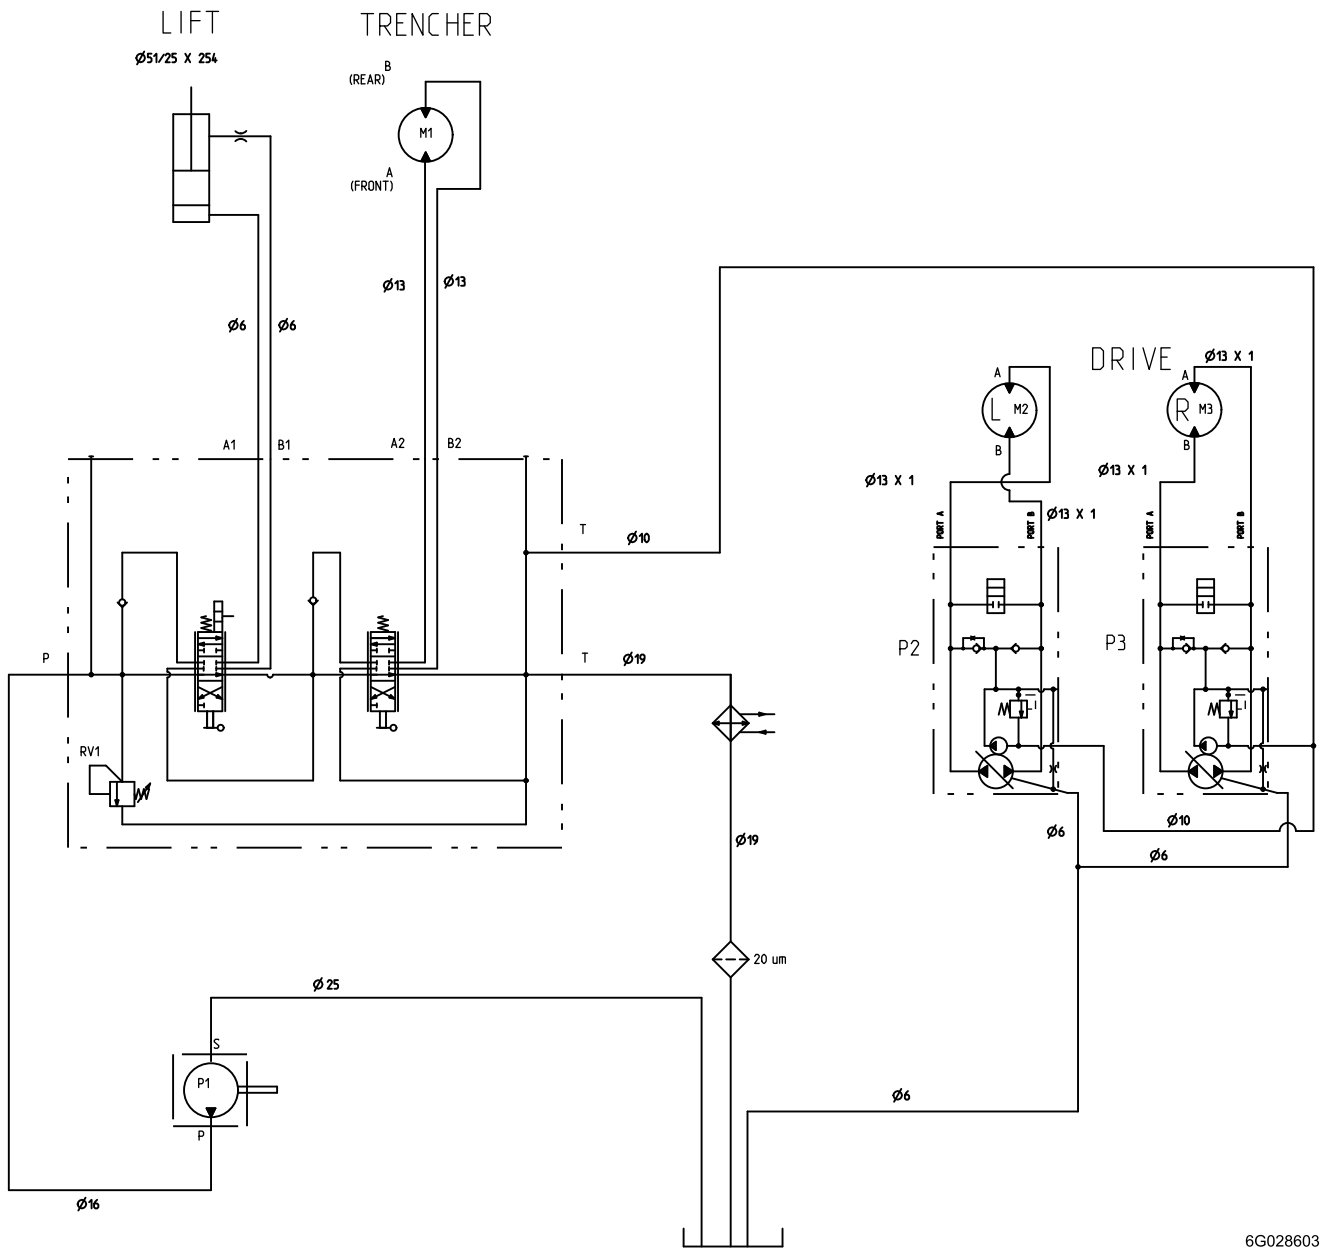 LIFT
TRENCHER
Ø51/25 X 254
B
(REAR)
M1
A
(FRONT)
Ø13
Ø13
Ø6
Ø6
DRIVE
Ø13 X 1
A
A
L
M2
R
M3
B
B
A1
B1
A2
B2
Ø13 X 1
Ø13 X 1
PORT A
PORT B
Ø13 X 1
PORT A
PORT B
T
Ø10
P
T
Ø19
P2
P3
RV1
Ø19
Ø6
Ø10
Ø6
20 um
Ø 25
S
P1
P
Ø6
Ø16
6G028603